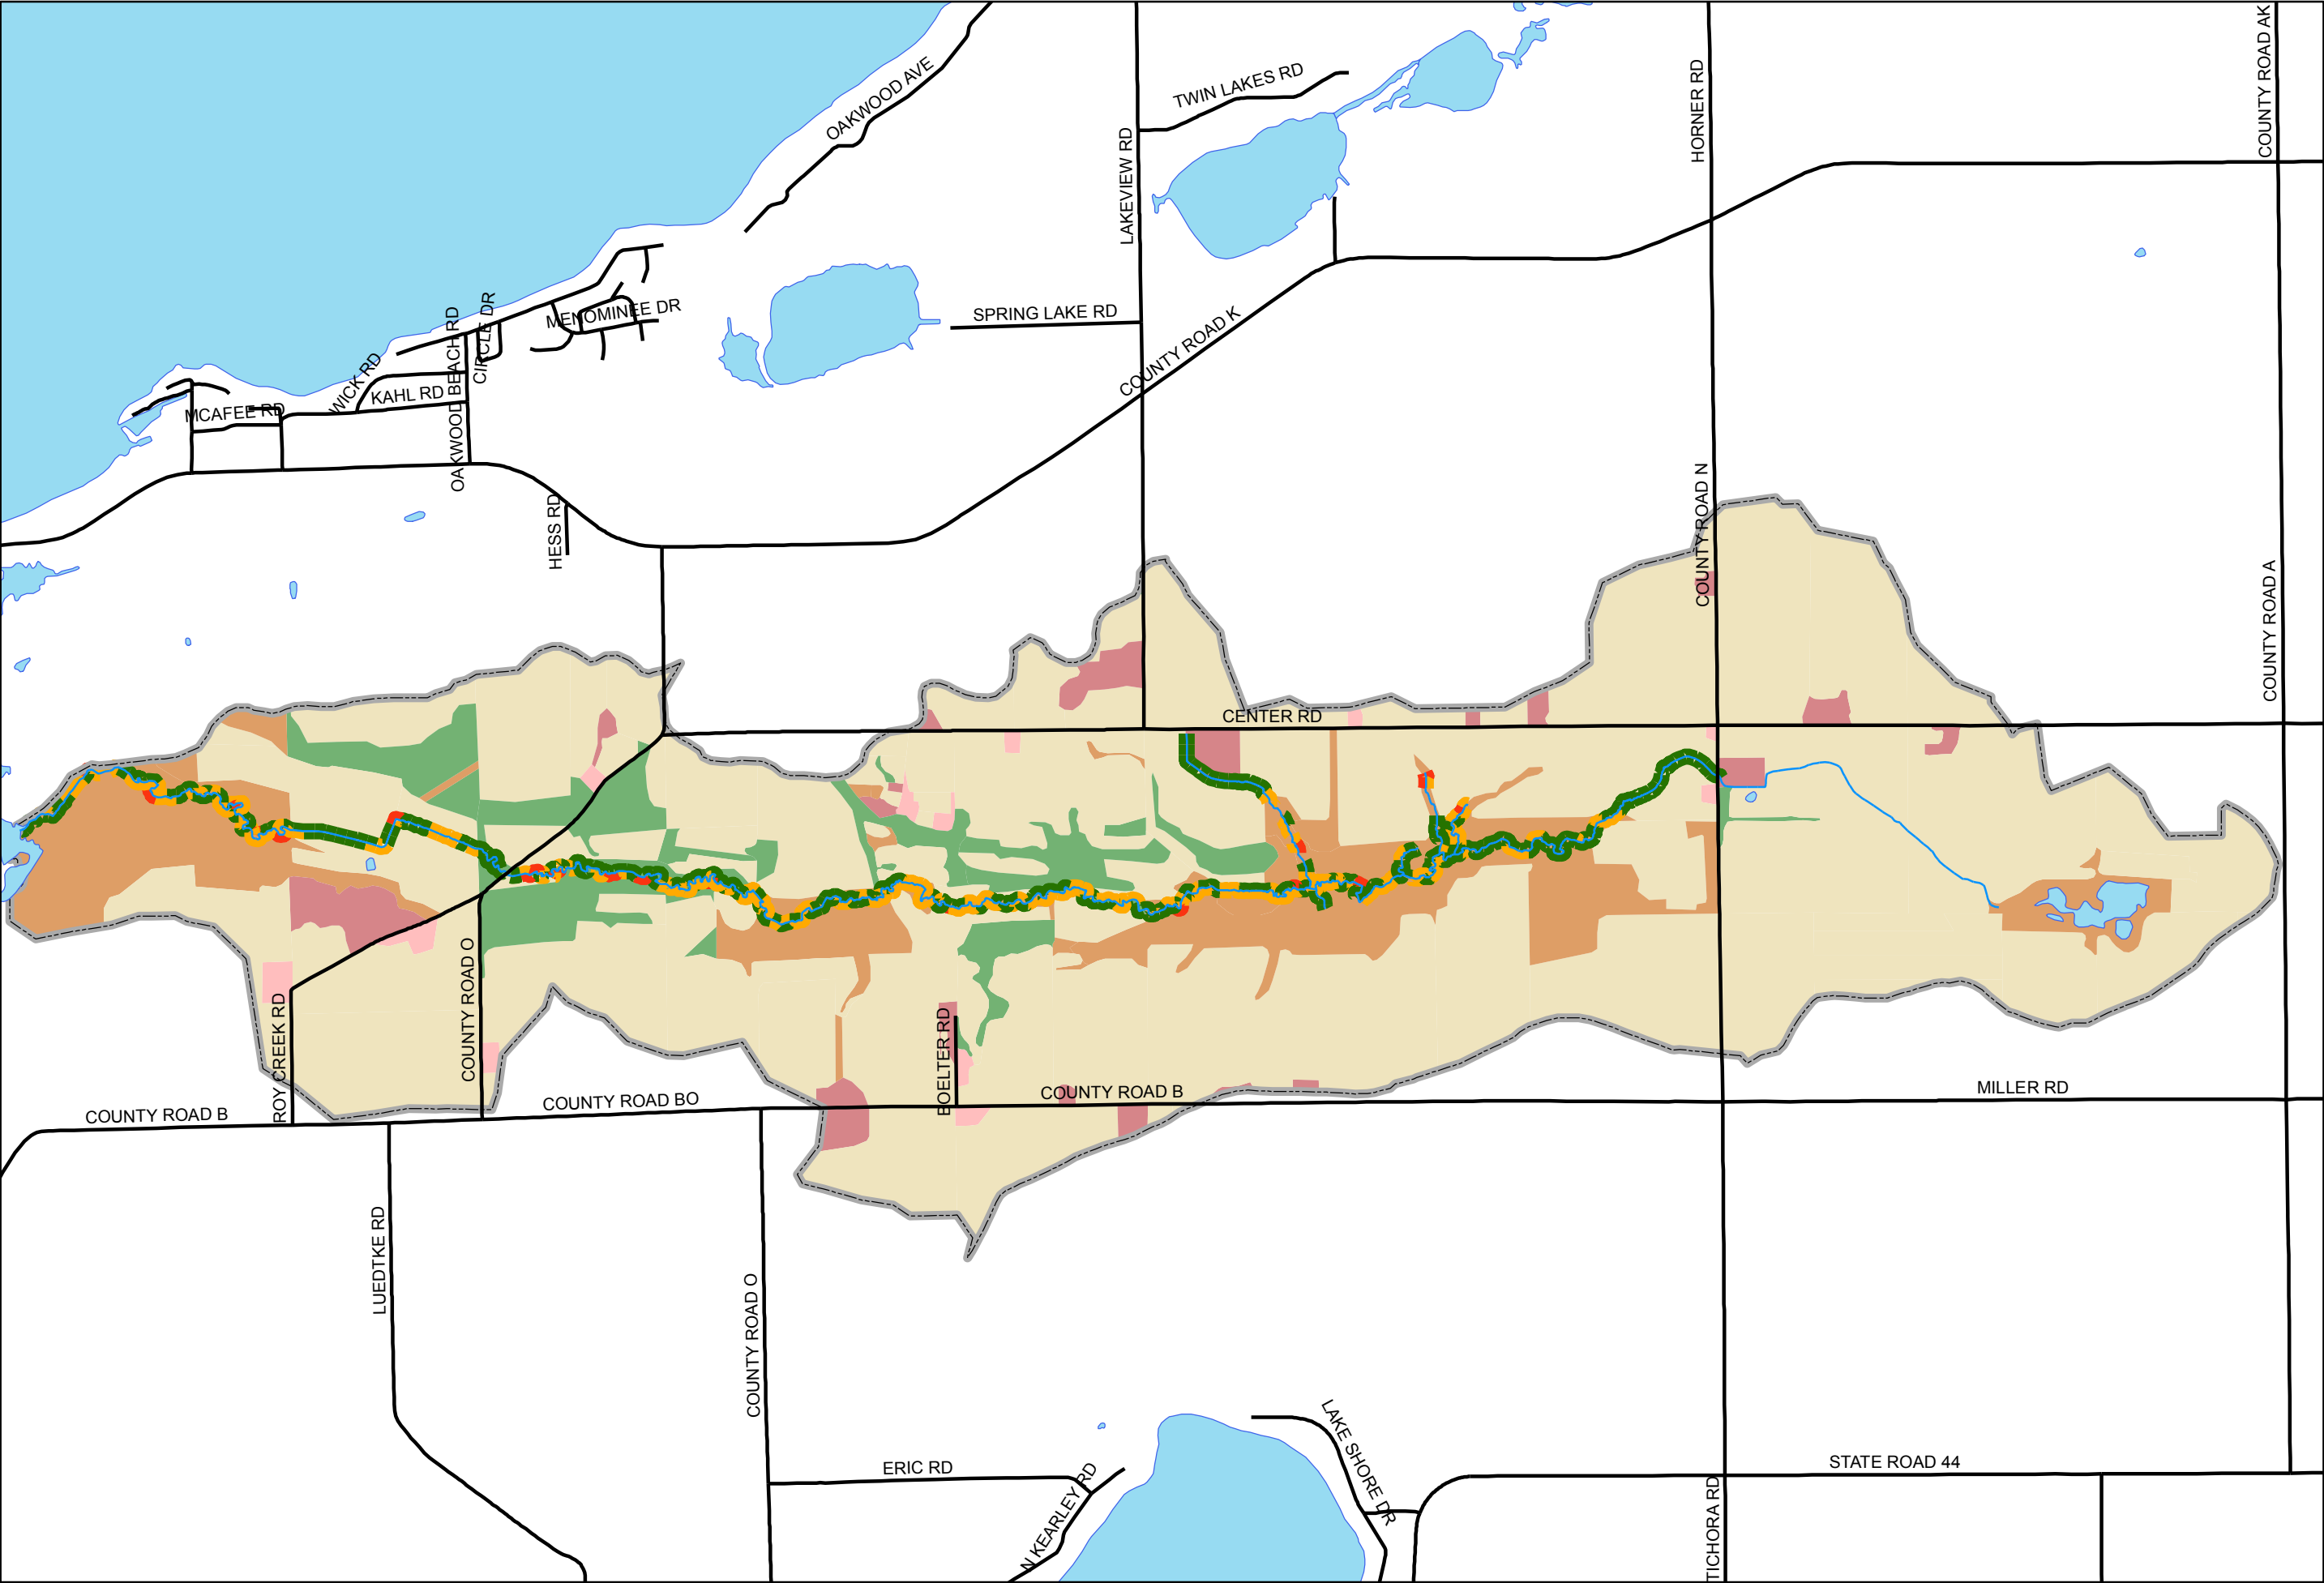 COUNTY ROAD AK
OAKWOOD AVE
TWIN LAKES RD
HORNER RD
LAKEVIEW RD
SPRING LAKE RD
MENOMINEE DR
CIRCLE DR
OAKWOOD BEACH RD
WICK RD
KAHL RD
MCAFEE RD
COUNTY ROAD K
HESS RD
COUNTY ROAD N
COUNTY ROAD A
CENTER RD
COUNTY ROAD O
ROY CREEK RD
BOELTER RD
COUNTY ROAD B
COUNTY ROAD BO
COUNTY ROAD B
MILLER RD
LUEDTKE RD
COUNTY ROAD O
ERIC RD
N KEARLEY RD
LAKE SHORE DR
STATE ROAD 44
TICHORA RD